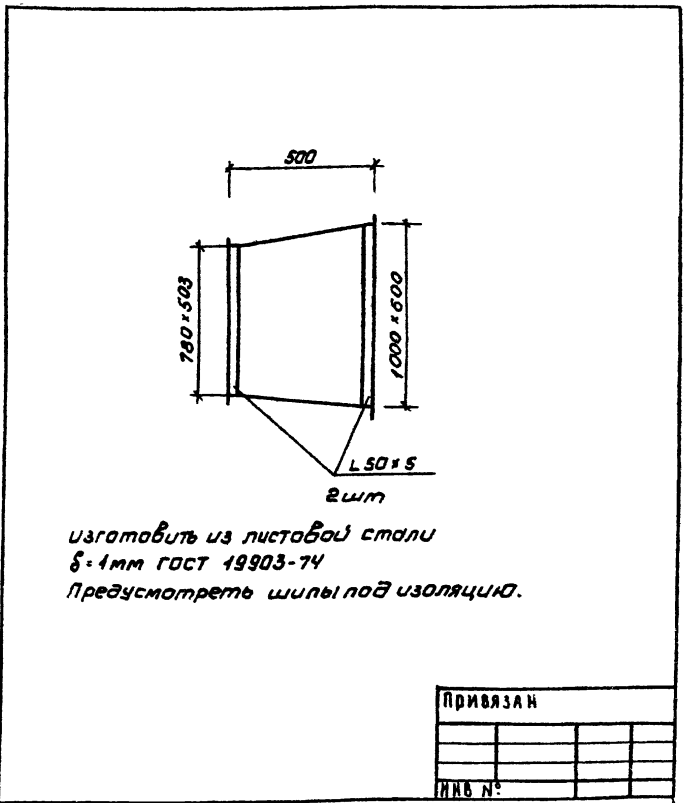 500
780×503
1000×600
L 50×5
2шт
изготовить из листовой стали
δ=1мм гост 19903-74
Предусмотреть шипы под изоляцию.
Привязан
ИНВ №: